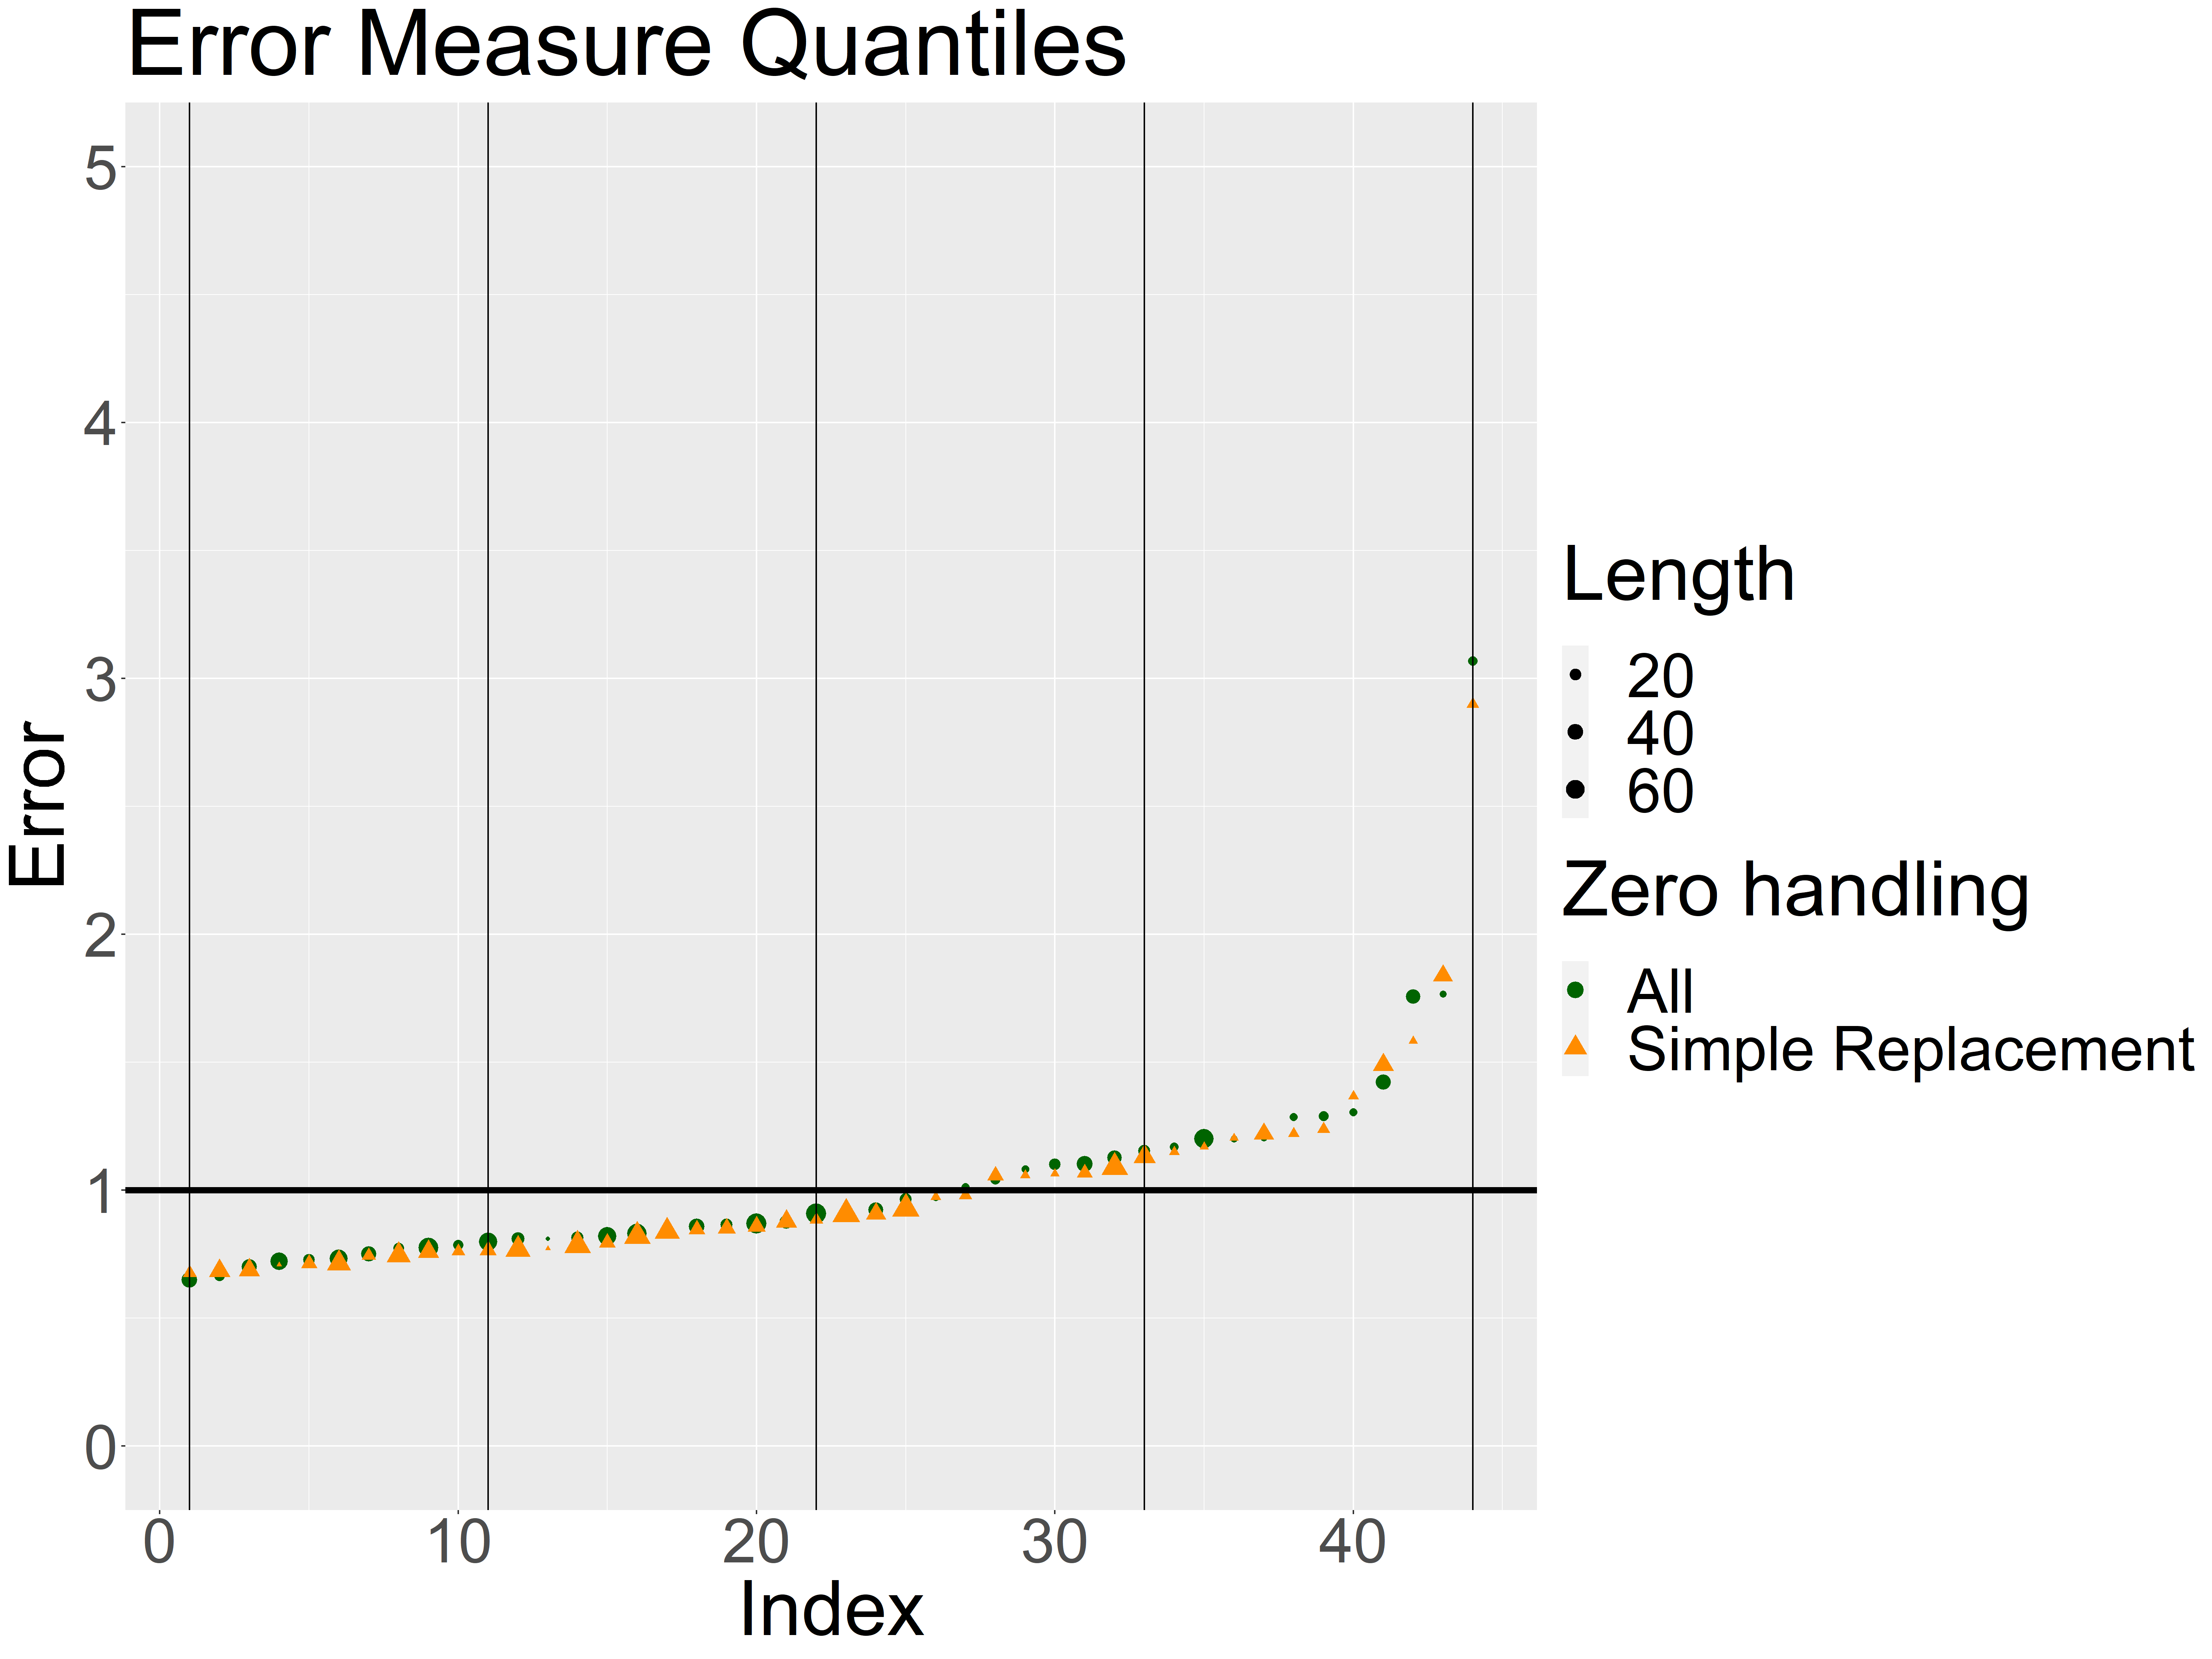 Error Measure Quantiles
5
4
3
2
1
0
Error
0 10 20 30 40
Index
Length
20
40
60
Zero handling
All
Simple Replacement